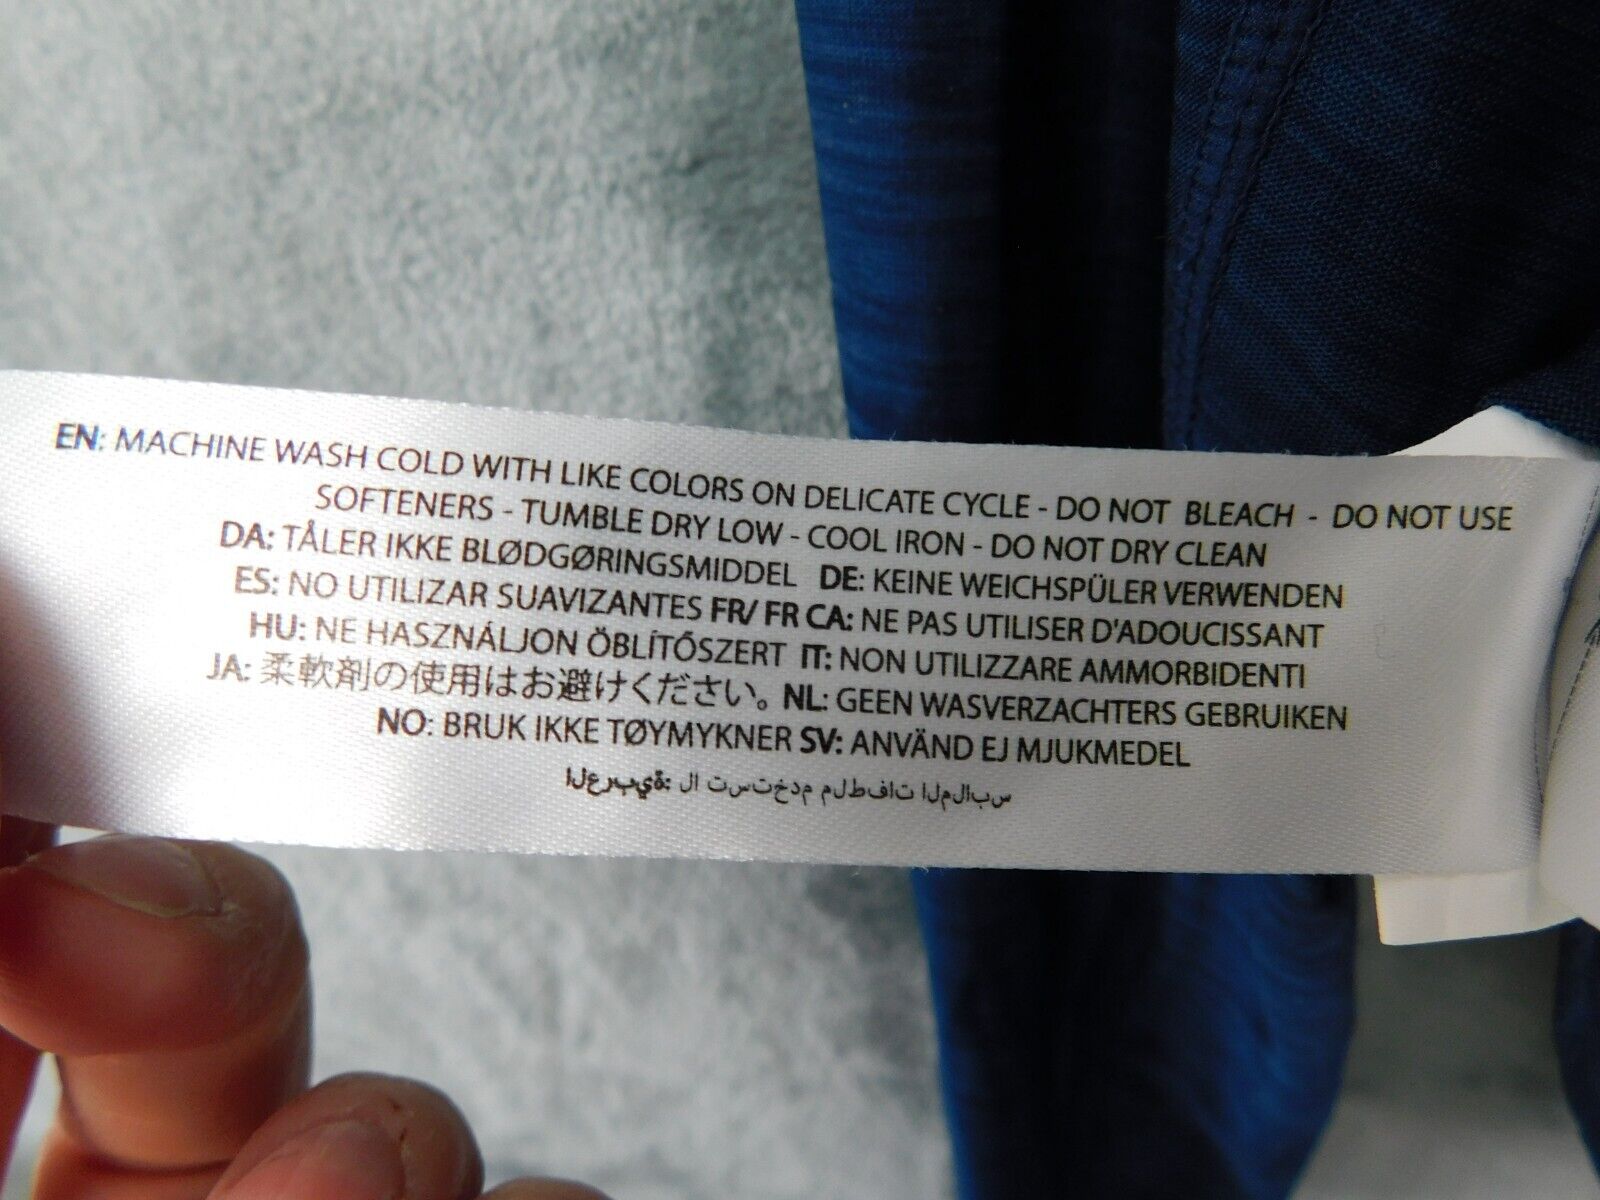 EN: MACHINE WASH COLD WITH LIKE COLORS ON DELICATE CYCLE - DO NOT BLEACH - DO NOT USE
SOFTENERS - TUMBLE DRY LOW - COOL IRON - DO NOT DRY CLEAN
DA: TÅLER IKKE BLØDGØRINGSMIDDEL DE: KEINE WEICHSPÜLER VERWENDEN
ES: NO UTILIZAR SUAVIZANTES FR/ FR CA: NE PAS UTILISER D'ADOUCISSANT
HU: NE HASZNÁLJON ÖBLÍTŐSZERT IT: NON UTILIZZARE AMMORBIDENTI
JA: 柔軟剤の使用はお避けください。 NL: GEEN WASVERZACHTERS GEBRUIKEN
NO: BRUK IKKE TØYMYKNER SV: ANVÄND EJ MJUKMEDEL
العربية: لا تستخدم ملطفات الملابس